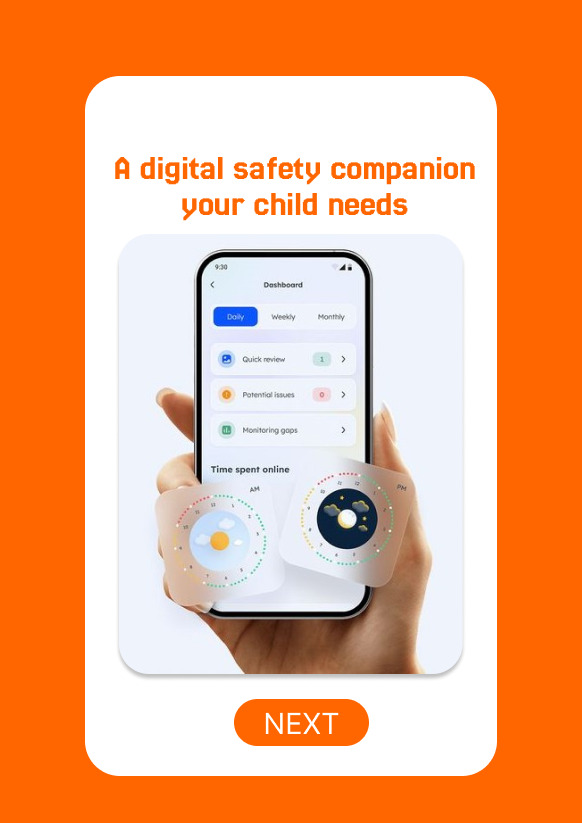 A digital safety companion
your child needs
9:30
Dashboard
Daily Weekly Monthly
Quick review 1
Potential issues 0
Monitoring gaps
Time spent online
AM
PM
NEXT